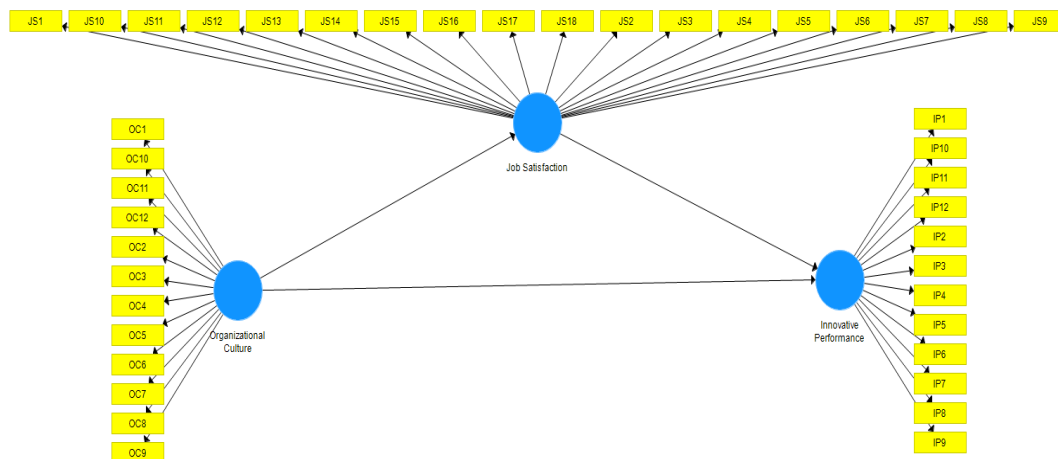 JS1 JS10 JS11 JS12 JS13 JS14 JS15 JS16 JS17 JS18 JS2 JS3 JS4 JS5 JS6 JS7 JS8 JS9
Job Satisfaction
OC1
OC10
OC11
OC12
OC2
OC3
OC4
OC5
OC6
OC7
OC8
OC9
Organizational
Culture
IP1
IP10
IP11
IP12
IP2
IP3
IP4
IP5
IP6
IP7
IP8
IP9
Innovative
Performance